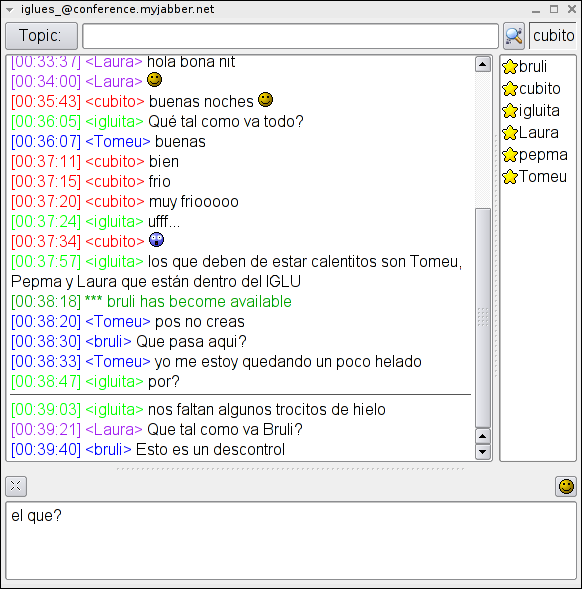 iglues_@conference.myjabber.net
Topic:
cubito
[00:33:37] <Laura> hola bona nit
[00:34:00] <Laura>
[00:35:43] <cubito> buenas noches
[00:36:05] <igluita> Qué tal como va todo?
[00:36:07] <Tomeu> buenas
[00:37:11] <cubito> bien
[00:37:15] <cubito> frio
[00:37:20] <cubito> muy friooooo
[00:37:24] <igluita> ufff...
[00:37:34] <cubito>
[00:37:57] <igluita> los que deben de estar calentitos son Tomeu,
Pepma y Laura que están dentro del IGLU
[00:38:18] *** bruli has become available
[00:38:20] <Tomeu> pos no creas
[00:38:30] <bruli> Que pasa aqui?
[00:38:33] <Tomeu> yo me estoy quedando un poco helado
[00:38:47] <igluita> por?
[00:39:03] <igluita> nos faltan algunos trocitos de hielo
[00:39:21] <Laura> Que tal como va Bruli?
[00:39:40] <bruli> Esto es un descontrol
bruli
cubito
igluita
Laura
pepma
Tomeu
el que?